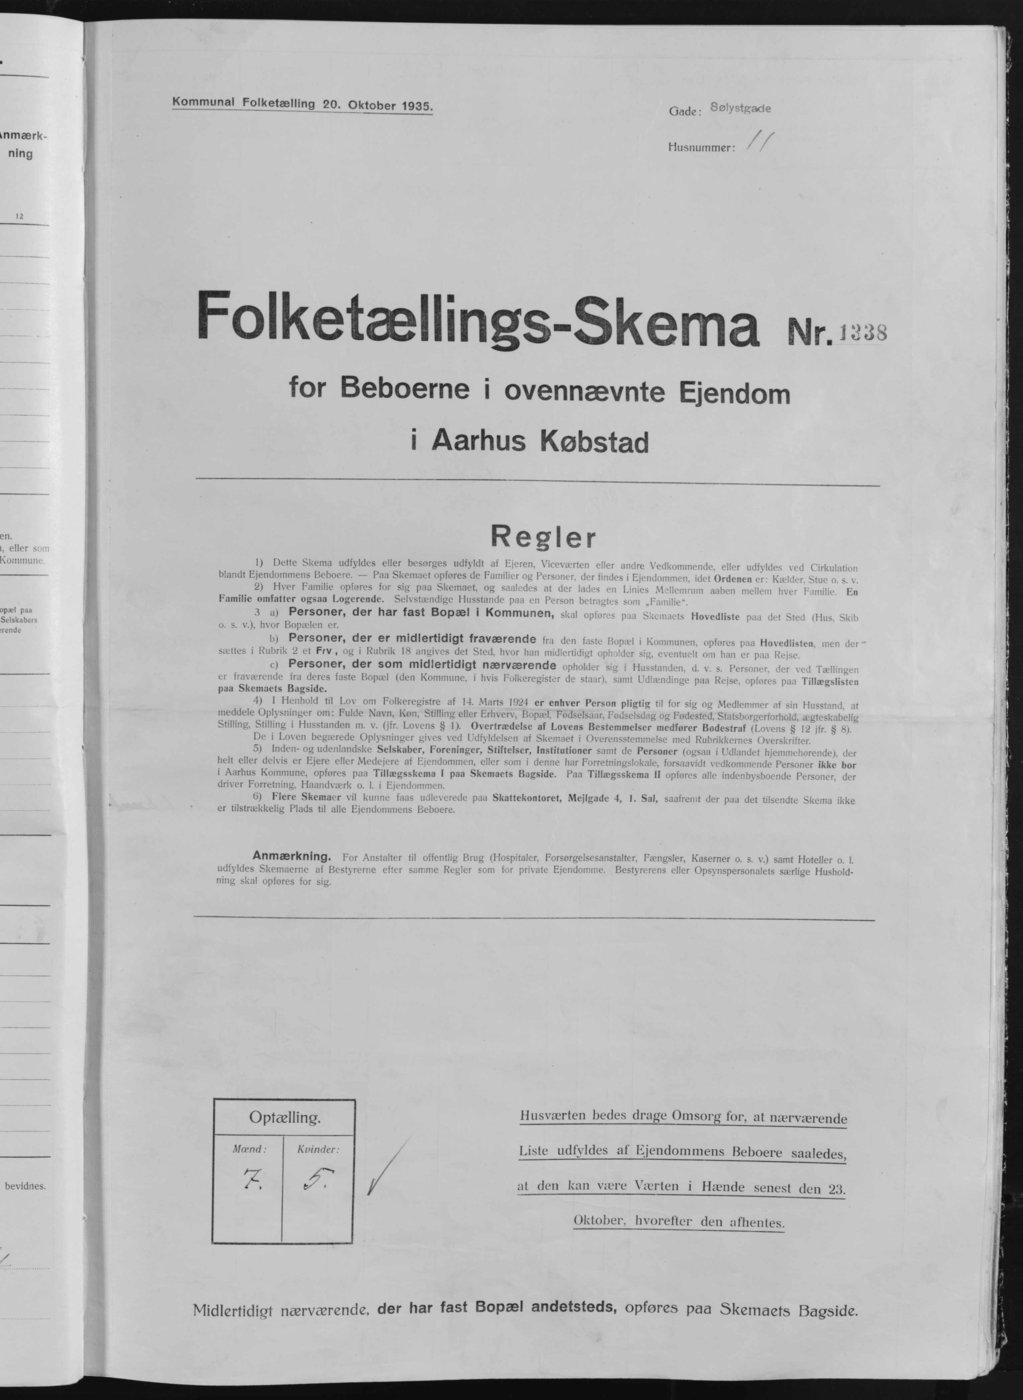 Anmærk-
ning
12
en.
, eller som
Kommune.
opæl paa
Selskabers
rende
bevidnes.
Kommunal Folketælling 20. Oktober 1935.
Gade: Sølystgade
Husnummer: 11
Folketællings-Skema Nr. 1338
for Beboerne i ovennævnte Ejendom
i Aarhus Købstad
Regler
1) Dette Skema udfyldes eller besørges udfyldt af Ejeren, Viceværten eller andre Vedkommende, eller udfyldes ved Cirkulation
blandt Ejendommens Beboere. — Paa Skemaet opføres de Familier og Personer, der findes i Ejendommen, idet Ordenen er: Kælder, Stue o. s. v.
2) Hver Familie opføres for sig paa Skemaet, og saaledes at der lades en Linies Mellemrum aaben mellem hver Familie. En
Familie omfatter ogsaa Logerende. Selvstændige Husstande paa en Person betragtes som „Familie".
3 a) Personer, der har fast Bopæl i Kommunen, skal opføres paa Skemaets Hovedliste paa det Sted (Hus, Skib
o. s. v.), hvor Bopælen er.
b) Personer, der er midlertidigt fraværende fra den faste Bopæl i Kommunen, opføres paa Hovedlisten, men der
sættes i Rubrik 2 et Frv., og i Rubrik 18 angives det Sted, hvor han midlertidigt opholder sig, eventuelt om han er paa Rejse.
c) Personer, der som midlertidigt nærværende opholder sig i Husstanden, d. v. s. Personer, der ved Tællingen
er fraværende fra deres faste Bopæl (den Kommune, i hvis Folkeregister de staar), samt Udlændinge paa Rejse, opføres paa Tillægslisten
paa Skemaets Bagside.
4) I Henhold til Lov om Folkeregistre af 14. Marts 1924 er enhver Person pligtig til for sig og Medlemmer af sin Husstand, at
meddele Oplysninger om: Fulde Navn, Køn, Stilling eller Erhverv, Bopæl, Fødselsaar, Fødselsdag og Fødested, Statsborgerforhold, ægteskabelig
Stilling, Stilling i Husstanden m. v. (jfr. Lovens § 1). Overtrædelse af Lovens Bestemmelser medfører Bødestraf (Lovens § 12 jfr. § 8).
De i Loven begærede Oplysninger gives ved Udfyldelsen af Skemaet i Overensstemmelse med Rubrikkernes Overskrifter.
5) Inden- og udenlandske Selskaber, Foreninger, Stiftelser, Institutioner samt de Personer (ogsaa i Udlandet hjemmehørende), der
helt eller delvis er Ejere eller Medejere af Ejendommen, eller som i denne har Forretningslokale, forsaavidt vedkommende Personer ikke bor
i Aarhus Kommune, opføres paa Tillægsskema I paa Skemaets Bagside. Paa Tillægsskema II opføres alle indenbysboende Personer, der
driver Forretning, Haandværk o. l. i Ejendommen.
6) Flere Skemaer vil kunne faas udleverede paa Skattekontoret, Mejlgade 4, 1. Sal, saafremt der paa det tilsendte Skema ikke
er tilstrækkelig Plads til alle Ejendommens Beboere.
Anmærkning. For Anstalter til offentlig Brug (Hospitaler, Forsørgelsesanstalter, Fængsler, Kaserner o. s. v.) samt Hoteller o. l.
udfyldes Skemaerne af Bestyrerne efter samme Regler som for private Ejendomme. Bestyrerens eller Opsynspersonalets særlige Hushold-
ning skal opføres for sig.
Optælling.
Mænd: Kvinder:
7. 5.
Husværten bedes drage Omsorg for, at nærværende
Liste udfyldes af Ejendommens Beboere saaledes,
at den kan være Værten i Hænde senest den 23.
Oktober, hvorefter den afhentes.
Midlertidigt nærværende, der har fast Bopæl andetsteds, opføres paa Skemaets Bagside.